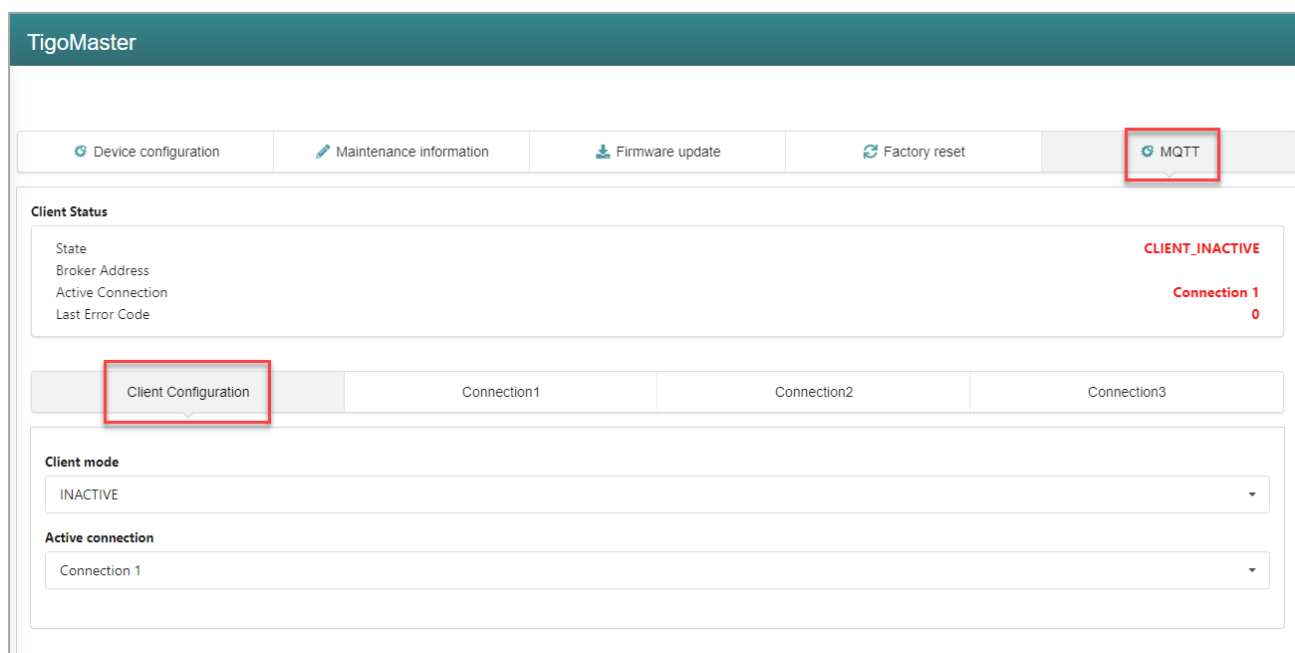 TigoMaster
Device configuration Maintenance information Firmware update Factory reset MQTT
Client Status
State CLIENT_INACTIVE
Broker Address
Active Connection Connection 1
Last Error Code 0
Client Configuration Connection1 Connection2 Connection3
Client mode
INACTIVE
Active connection
Connection 1